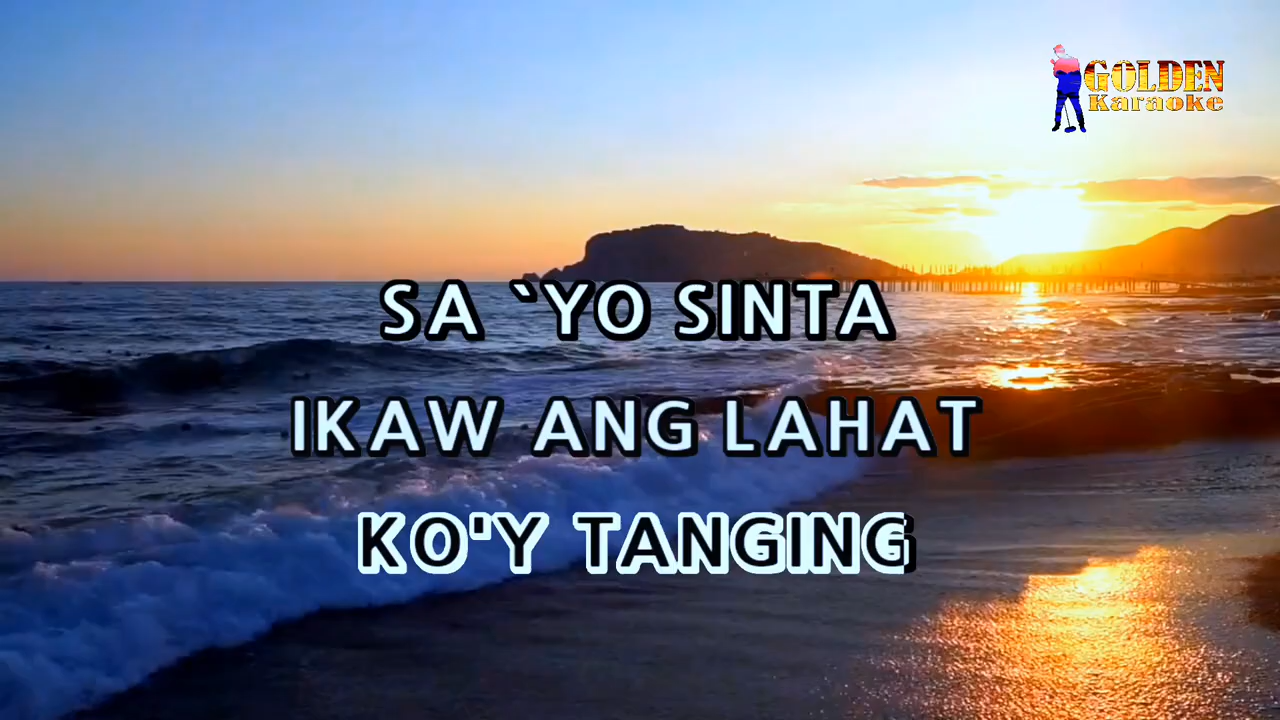 GOLDEN
Karaoke
SA `YO SINTA
IKAW ANG LAHAT
KO'Y TANGING